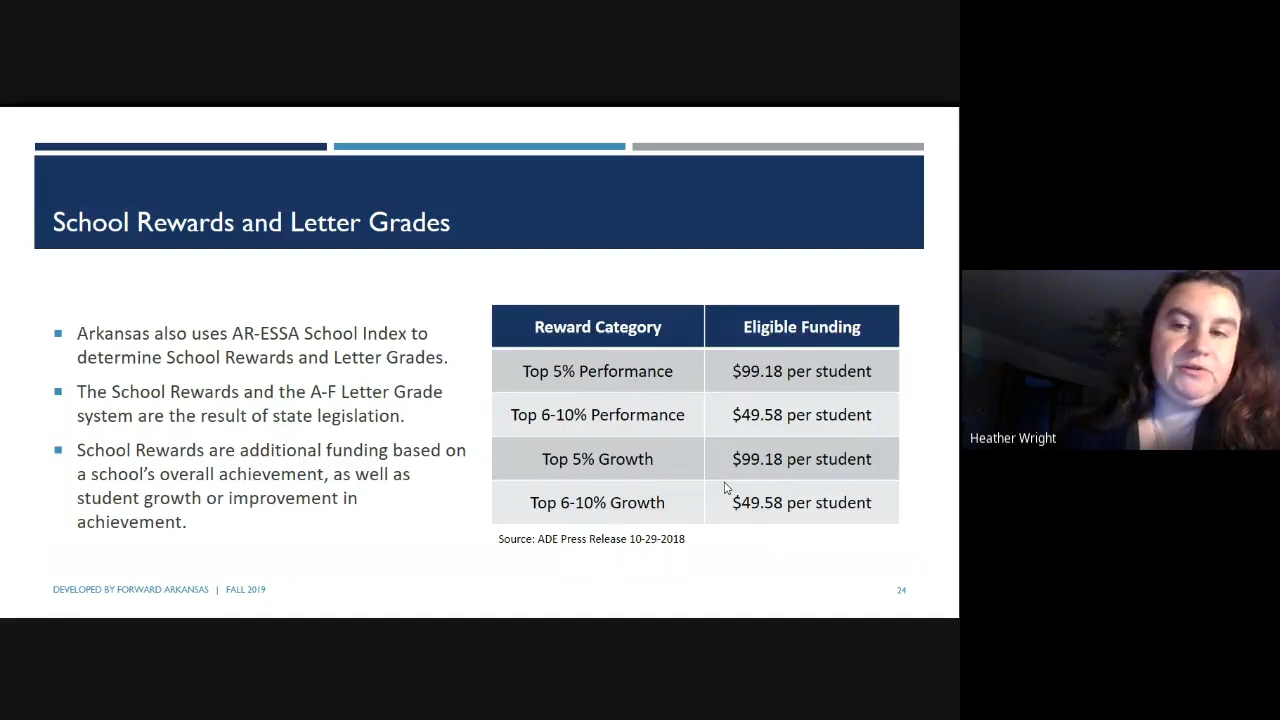 School Rewards and Letter Grades
Arkansas also uses AR-ESSA School Index to
determine School Rewards and Letter Grades.
The School Rewards and the A-F Letter Grade
system are the result of state legislation.
School Rewards are additional funding based on
a school's overall achievement, as well as
student growth or improvement in
achievement.
Reward Category Eligible Funding
Top 5% Performance $99.18 per student
Top 6-10% Performance $49.58 per student
Top 5% Growth $99.18 per student
Top 6-10% Growth $49.58 per student
Source: ADE Press Release 10-29-2018
DEVELOPED BY FORWARD ARKANSAS | FALL 2019
24
Heather Wright